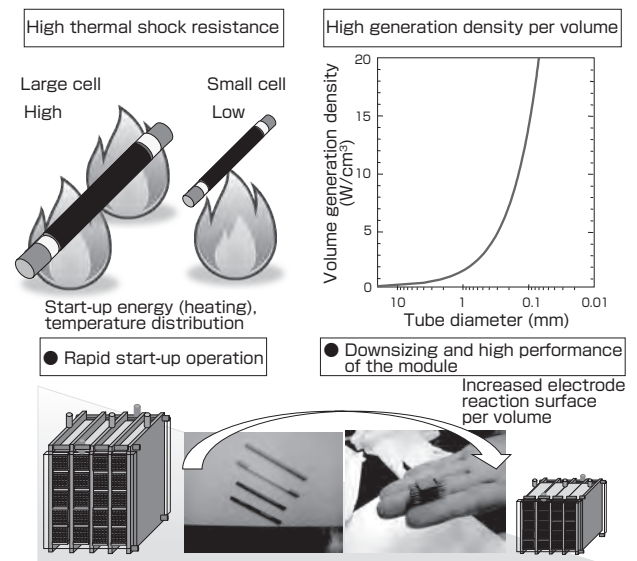 High thermal shock resistance
High generation density per volume
Large cell
High
Small cell
Low
Start-up energy (heating),
temperature distribution
Volume generation density
(W/cm³)
20
15
10
5
0
10
1
0.1
0.01
Tube diameter (mm)
● Rapid start-up operation
● Downsizing and high performance
of the module
Increased electrode
reaction surface
per volume